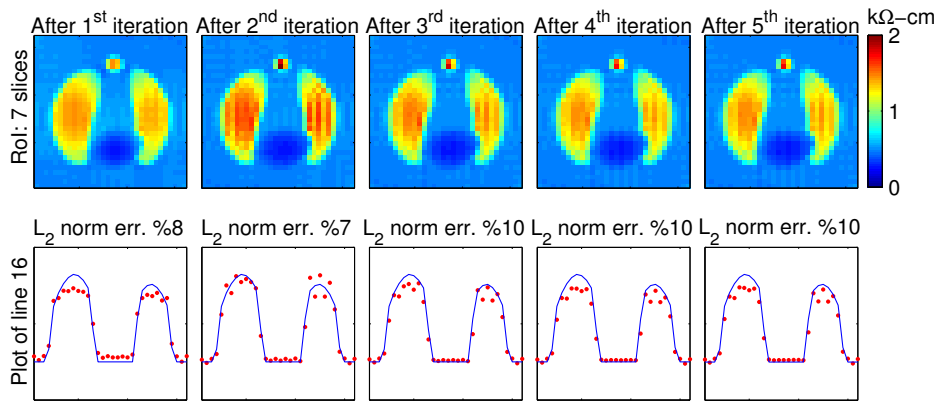 After 1st iteration
After 2nd iteration
After 3rd iteration
After 4th iteration
After 5th iteration
kΩ−cm
RoI: 7 slices
2
1
0
L2 norm err. %8
L2 norm err. %7
L2 norm err. %10
L2 norm err. %10
L2 norm err. %10
Plot of line 16